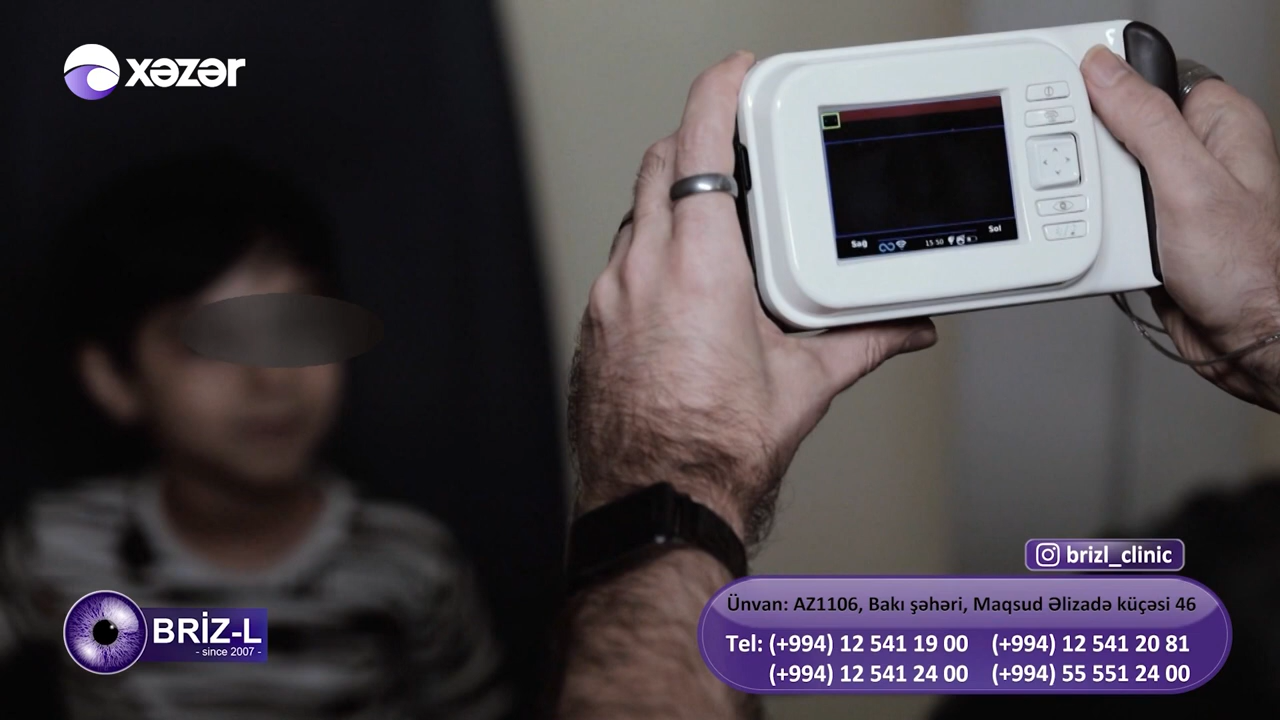 xəzər
Sağ
Sol
15:50
brizl_clinic
BRİZ-L
- since 2007 -
Ünvan: AZ1106, Bakı şəhəri, Maqsud Əlizadə küçəsi 46
Tel: (+994) 12 541 19 00 (+994) 12 541 20 81
(+994) 12 541 24 00 (+994) 55 551 24 00